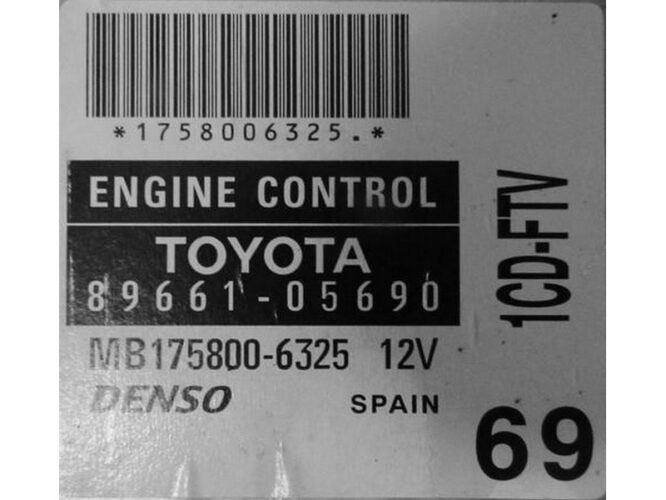 *1758006325.*
ENGINE CONTROL
TOYOTA
89661-05690
MB175800-6325 12V
DENSO SPAIN
1CD-FTV
69